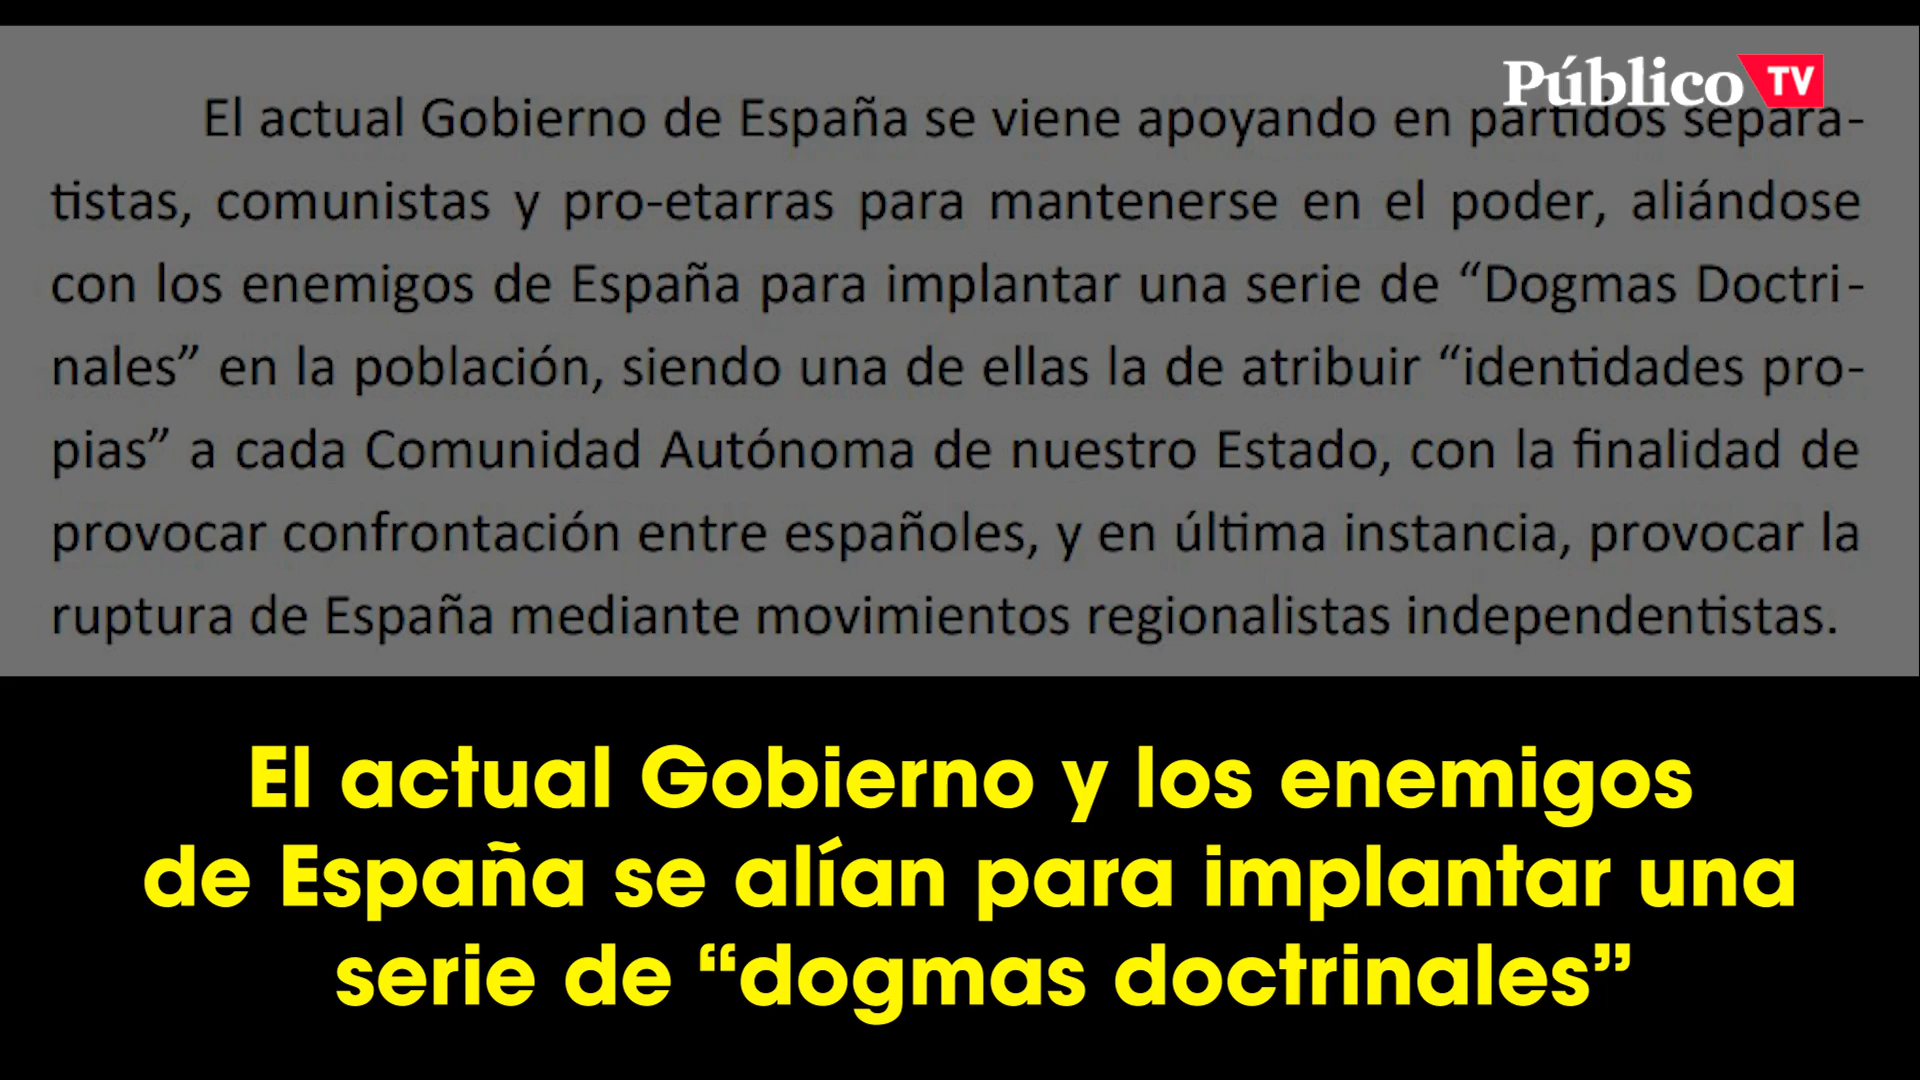 Público TV
El actual Gobierno de España se viene apoyando en partidos separa-
tistas, comunistas y pro-etarras para mantenerse en el poder, aliándose
con los enemigos de España para implantar una serie de “Dogmas Doctri-
nales” en la población, siendo una de ellas la de atribuir “identidades pro-
pias” a cada Comunidad Autónoma de nuestro Estado, con la finalidad de
provocar confrontación entre españoles, y en última instancia, provocar la
ruptura de España mediante movimientos regionalistas independentistas.
El actual Gobierno y los enemigos
de España se alían para implantar una
serie de “dogmas doctrinales”